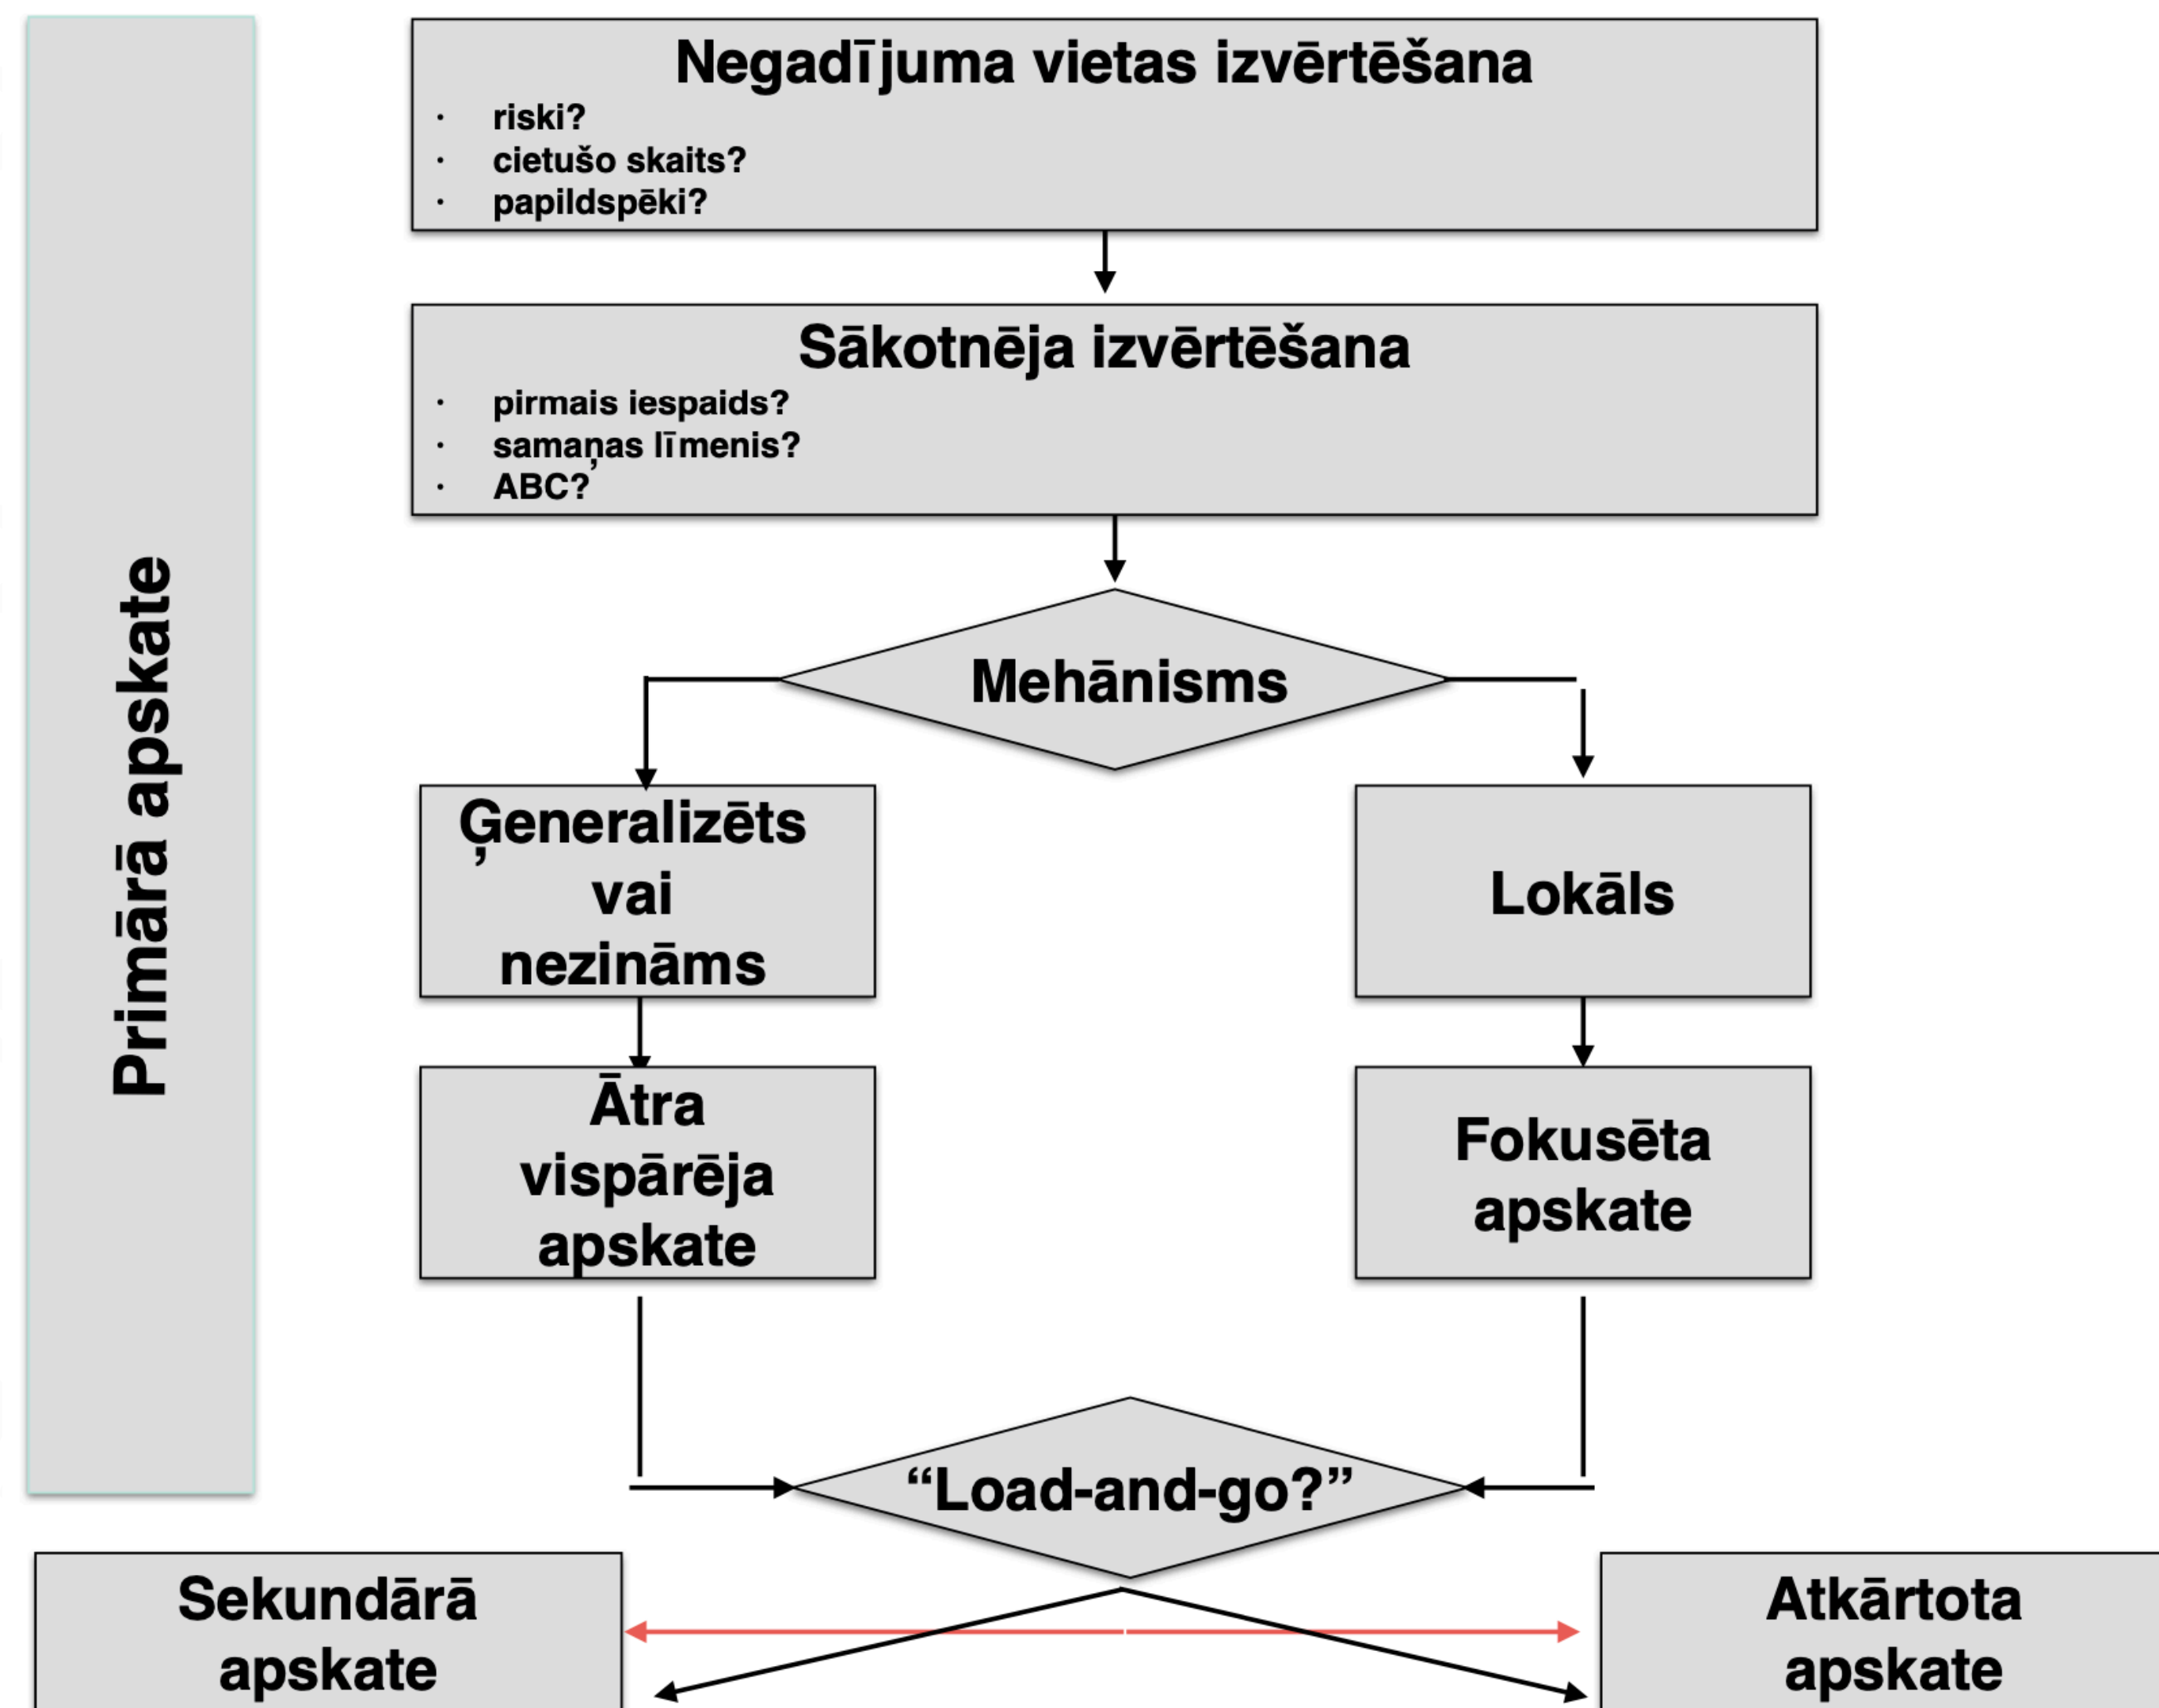 Primārā apskate
Negadījuma vietas izvērtēšana
· riski?
· cietušo skaits?
· papildspēki?
Sākotnēja izvērtēšana
· pirmais iespaids?
· samaņas līmenis?
· ABC?
Mehānisms
Ģeneralizēts
vai
nezināms
Lokāls
Ātra
vispārēja
apskate
Fokusēta
apskate
“Load-and-go?”
Sekundārā
apskate
Atkārtota
apskate